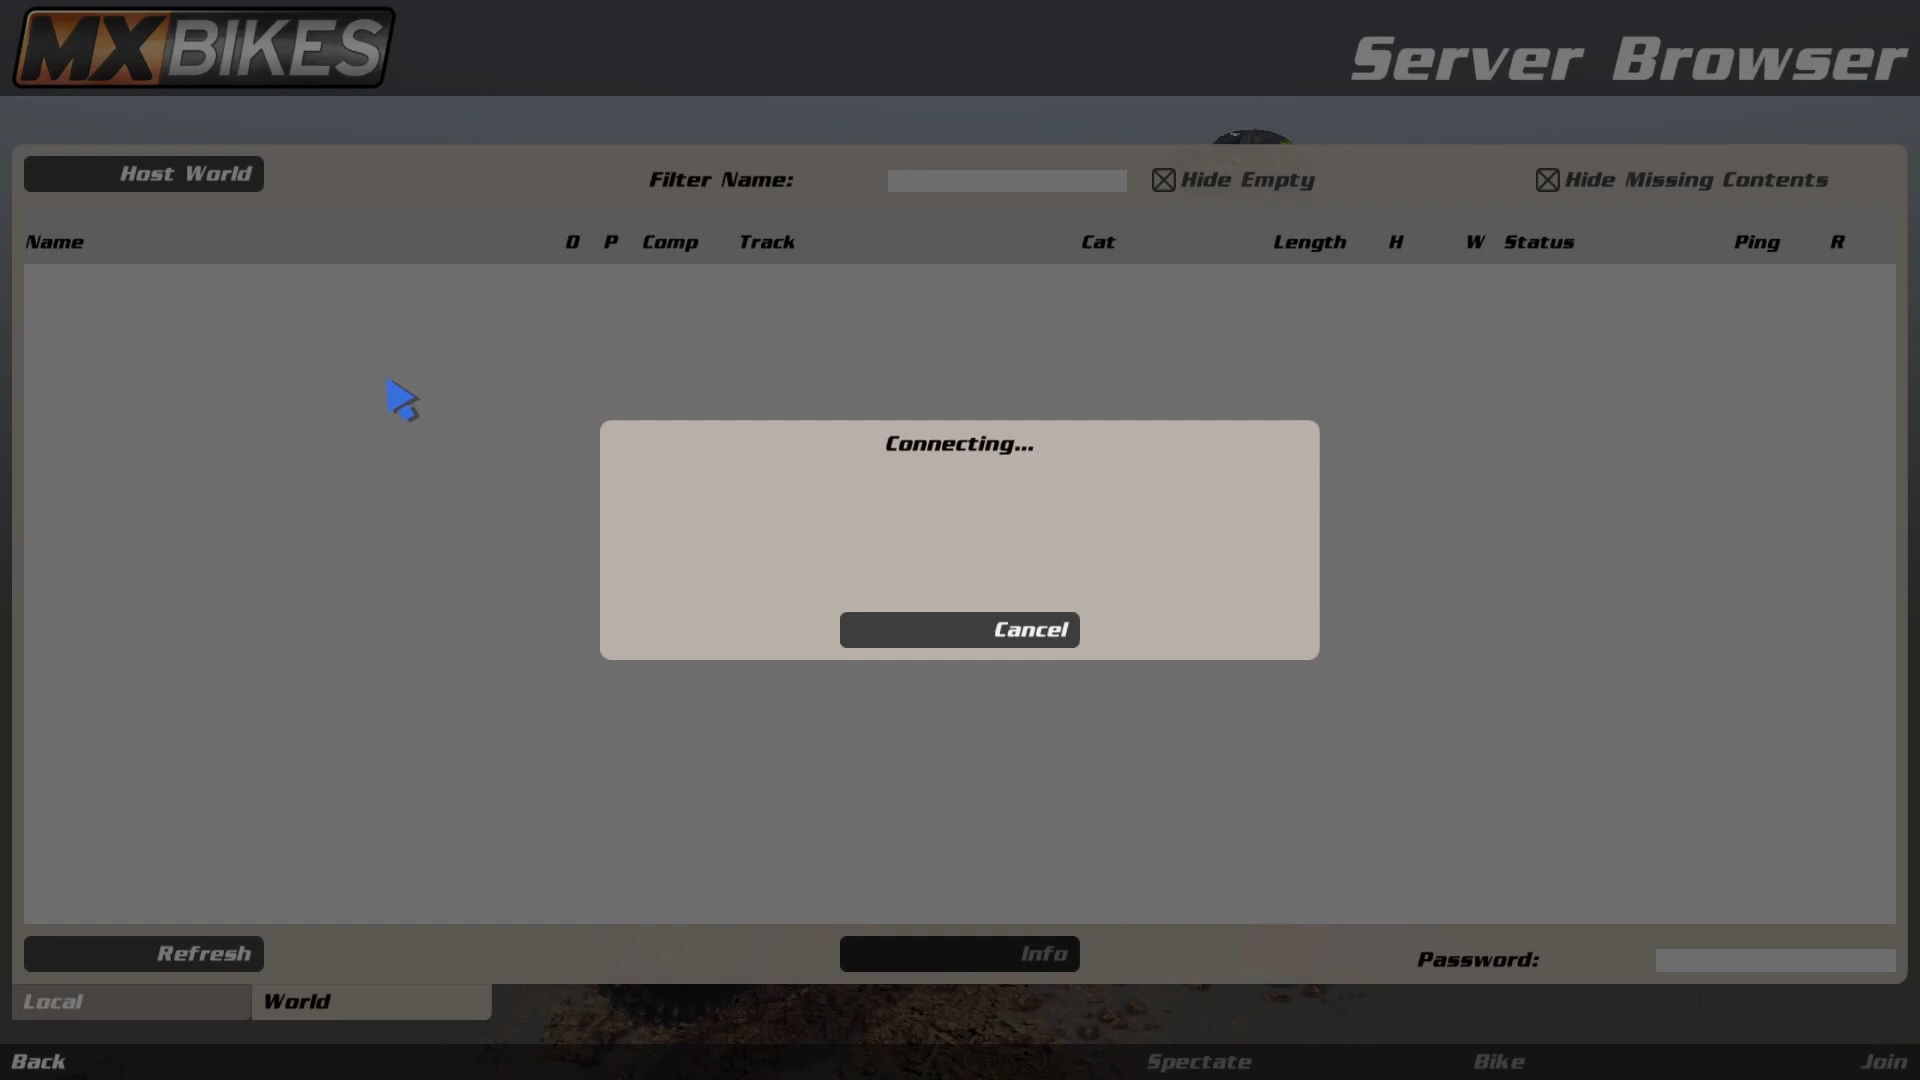 MXBIKES
Server Browser
Host World
Filter Name:
Hide Empty
Hide Missing Contents
Name D P Comp Track Cat Length H W Status Ping R
Connecting...
Cancel
Refresh
Info
Password:
Local
World
Back
Spectate
Bike
Join